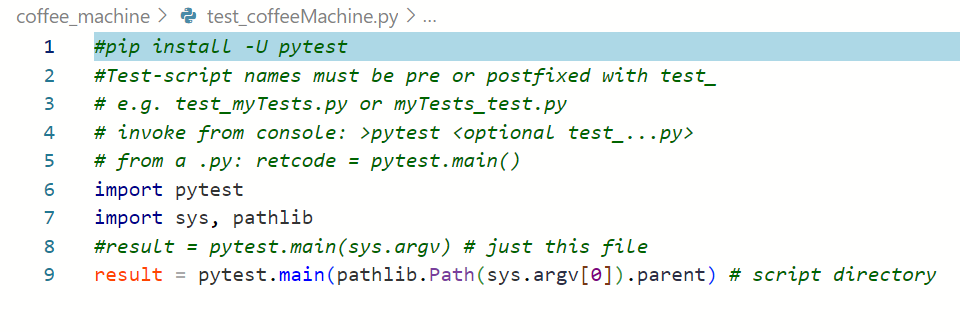 coffee_machine > test_coffeeMachine.py > ...
1 #pip install -U pytest
2 #Test-script names must be pre or postfixed with test_
3 # e.g. test_myTests.py or myTests_test.py
4 # invoke from console: >pytest <optional test_...py>
5 # from a .py: retcode = pytest.main()
6 import pytest
7 import sys, pathlib
8 #result = pytest.main(sys.argv) # just this file
9 result = pytest.main(pathlib.Path(sys.argv[0]).parent) # script directory